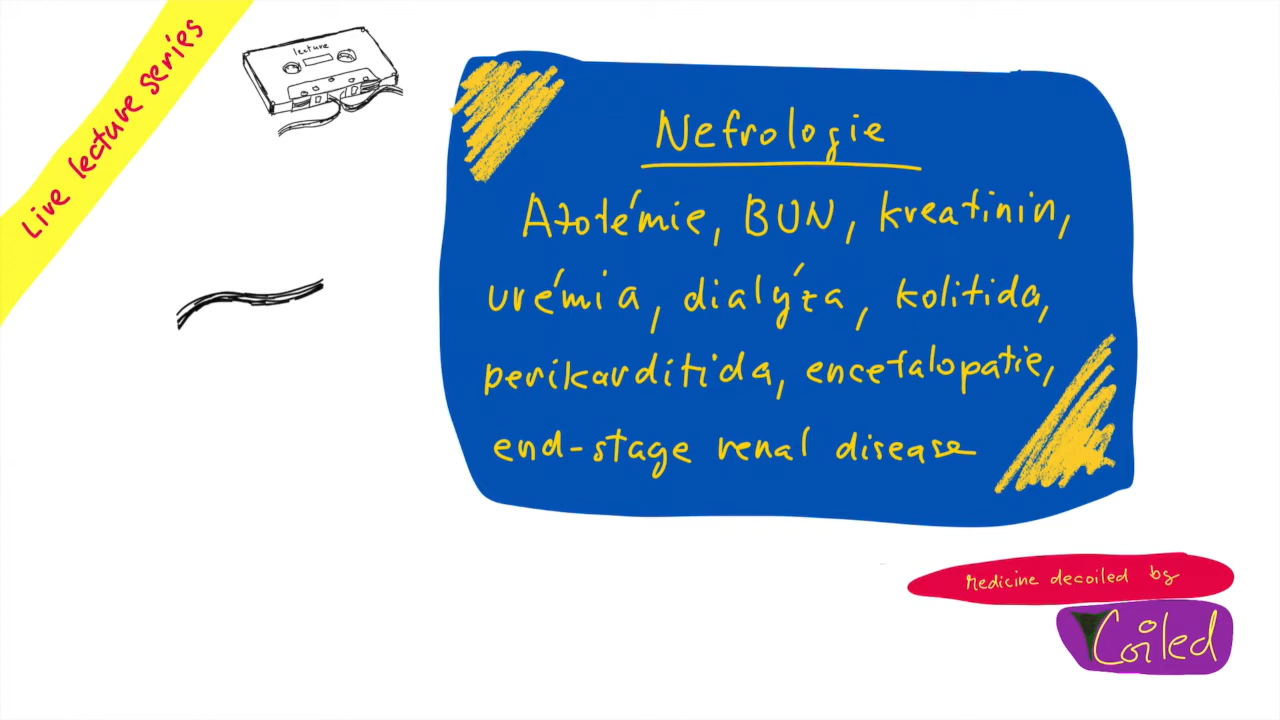 Live lecture series
lecture
Nefrologie
Azotémie, BUN, kreatinin,
urémia, dialýza, kolitida,
perikarditida, encefalopatie,
end-stage renal disease
Medicine decoiled by
Coiled